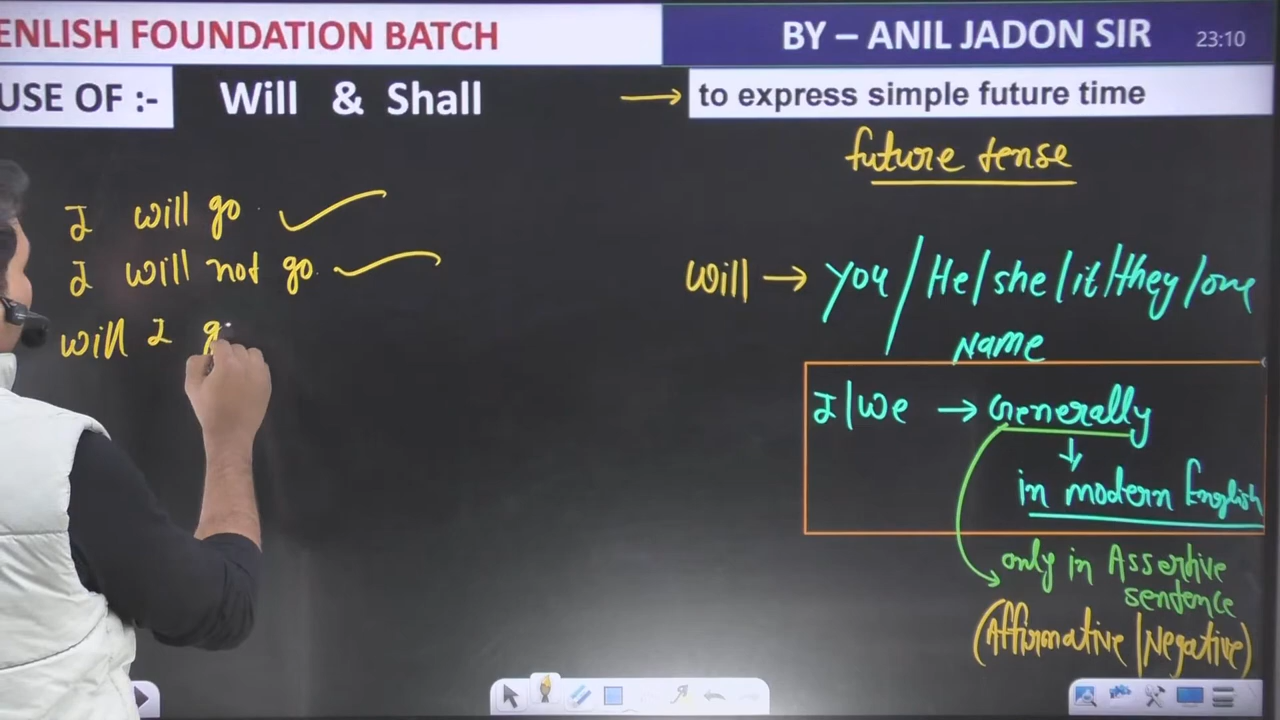 ENLISH FOUNDATION BATCH
BY – ANIL JADON SIR 23:10
USE OF :- Will & Shall → to express simple future time
future tense
I will go.
I will not go.
will I g
will → you / He / she / it / they / one
Name
I / we → Generally
↓
in modern English
only in Assertive
sentence
(Affirmative / Negative)